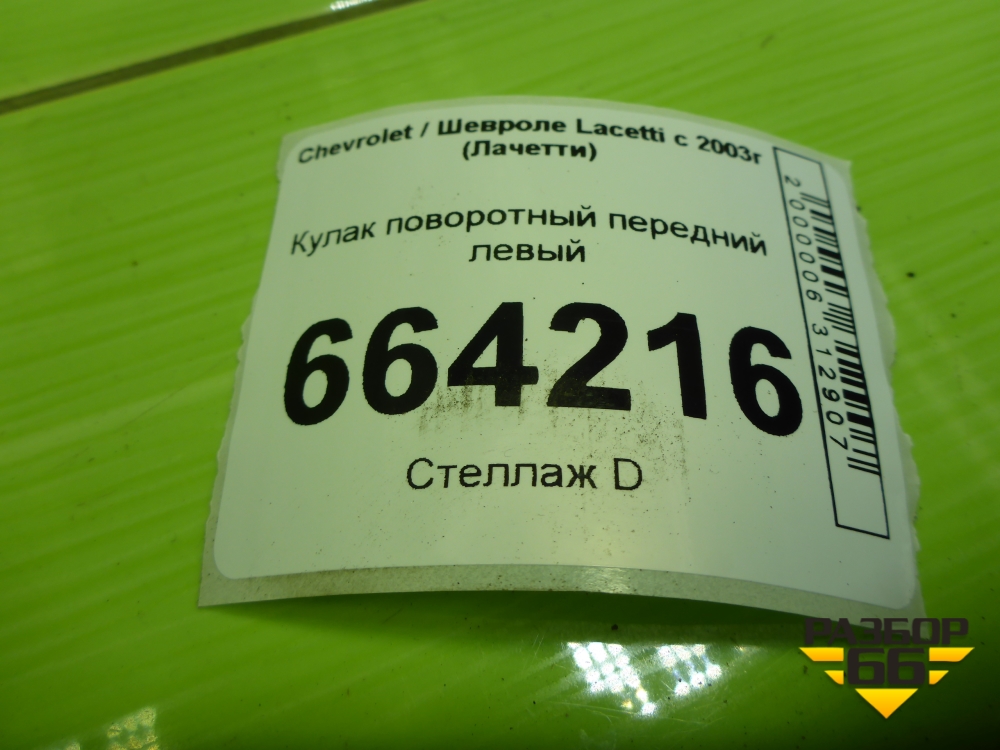 Chevrolet / Шевроле Lacetti с 2003г
(Лачетти)
Кулак поворотный передний
левый
664216
Стеллаж D
2000006312907
РАЗБОР
66